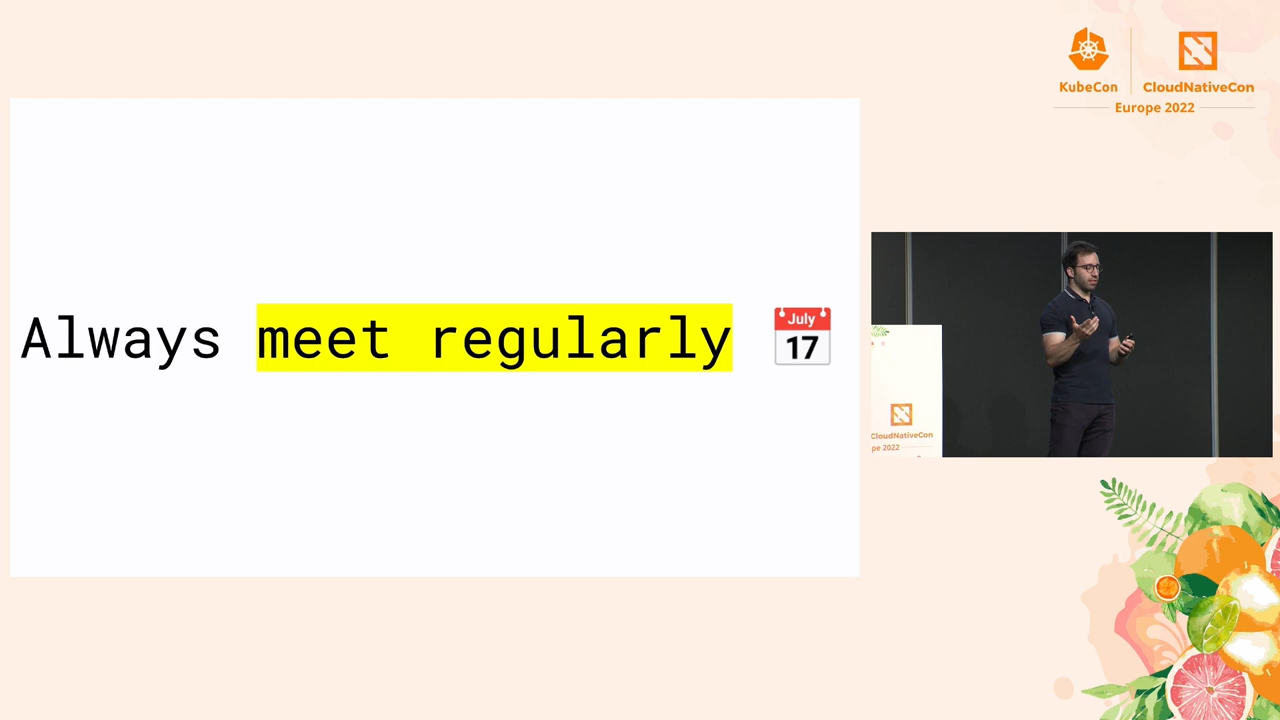 KubeCon
CloudNativeCon
Europe 2022
Always meet regularly
July
17
CloudNativeCon
pe 2022